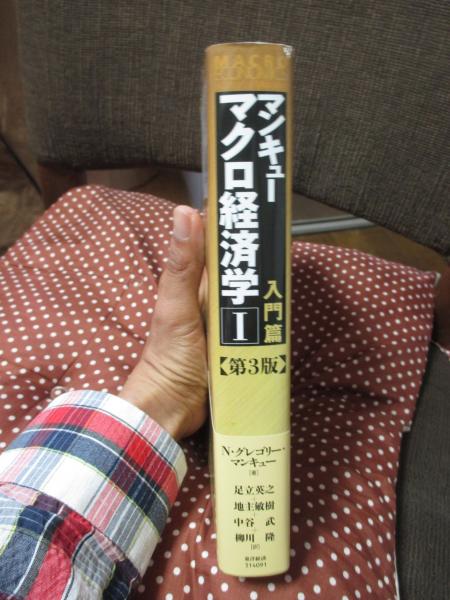 MACRO
マンキュー
マクロ経済学 I
入門篇
【第3版】
N・グレゴリー・
マンキュー
[著]
足立英之
地主敏樹
中谷 武
柳川 隆
[訳]
東洋経済
314091